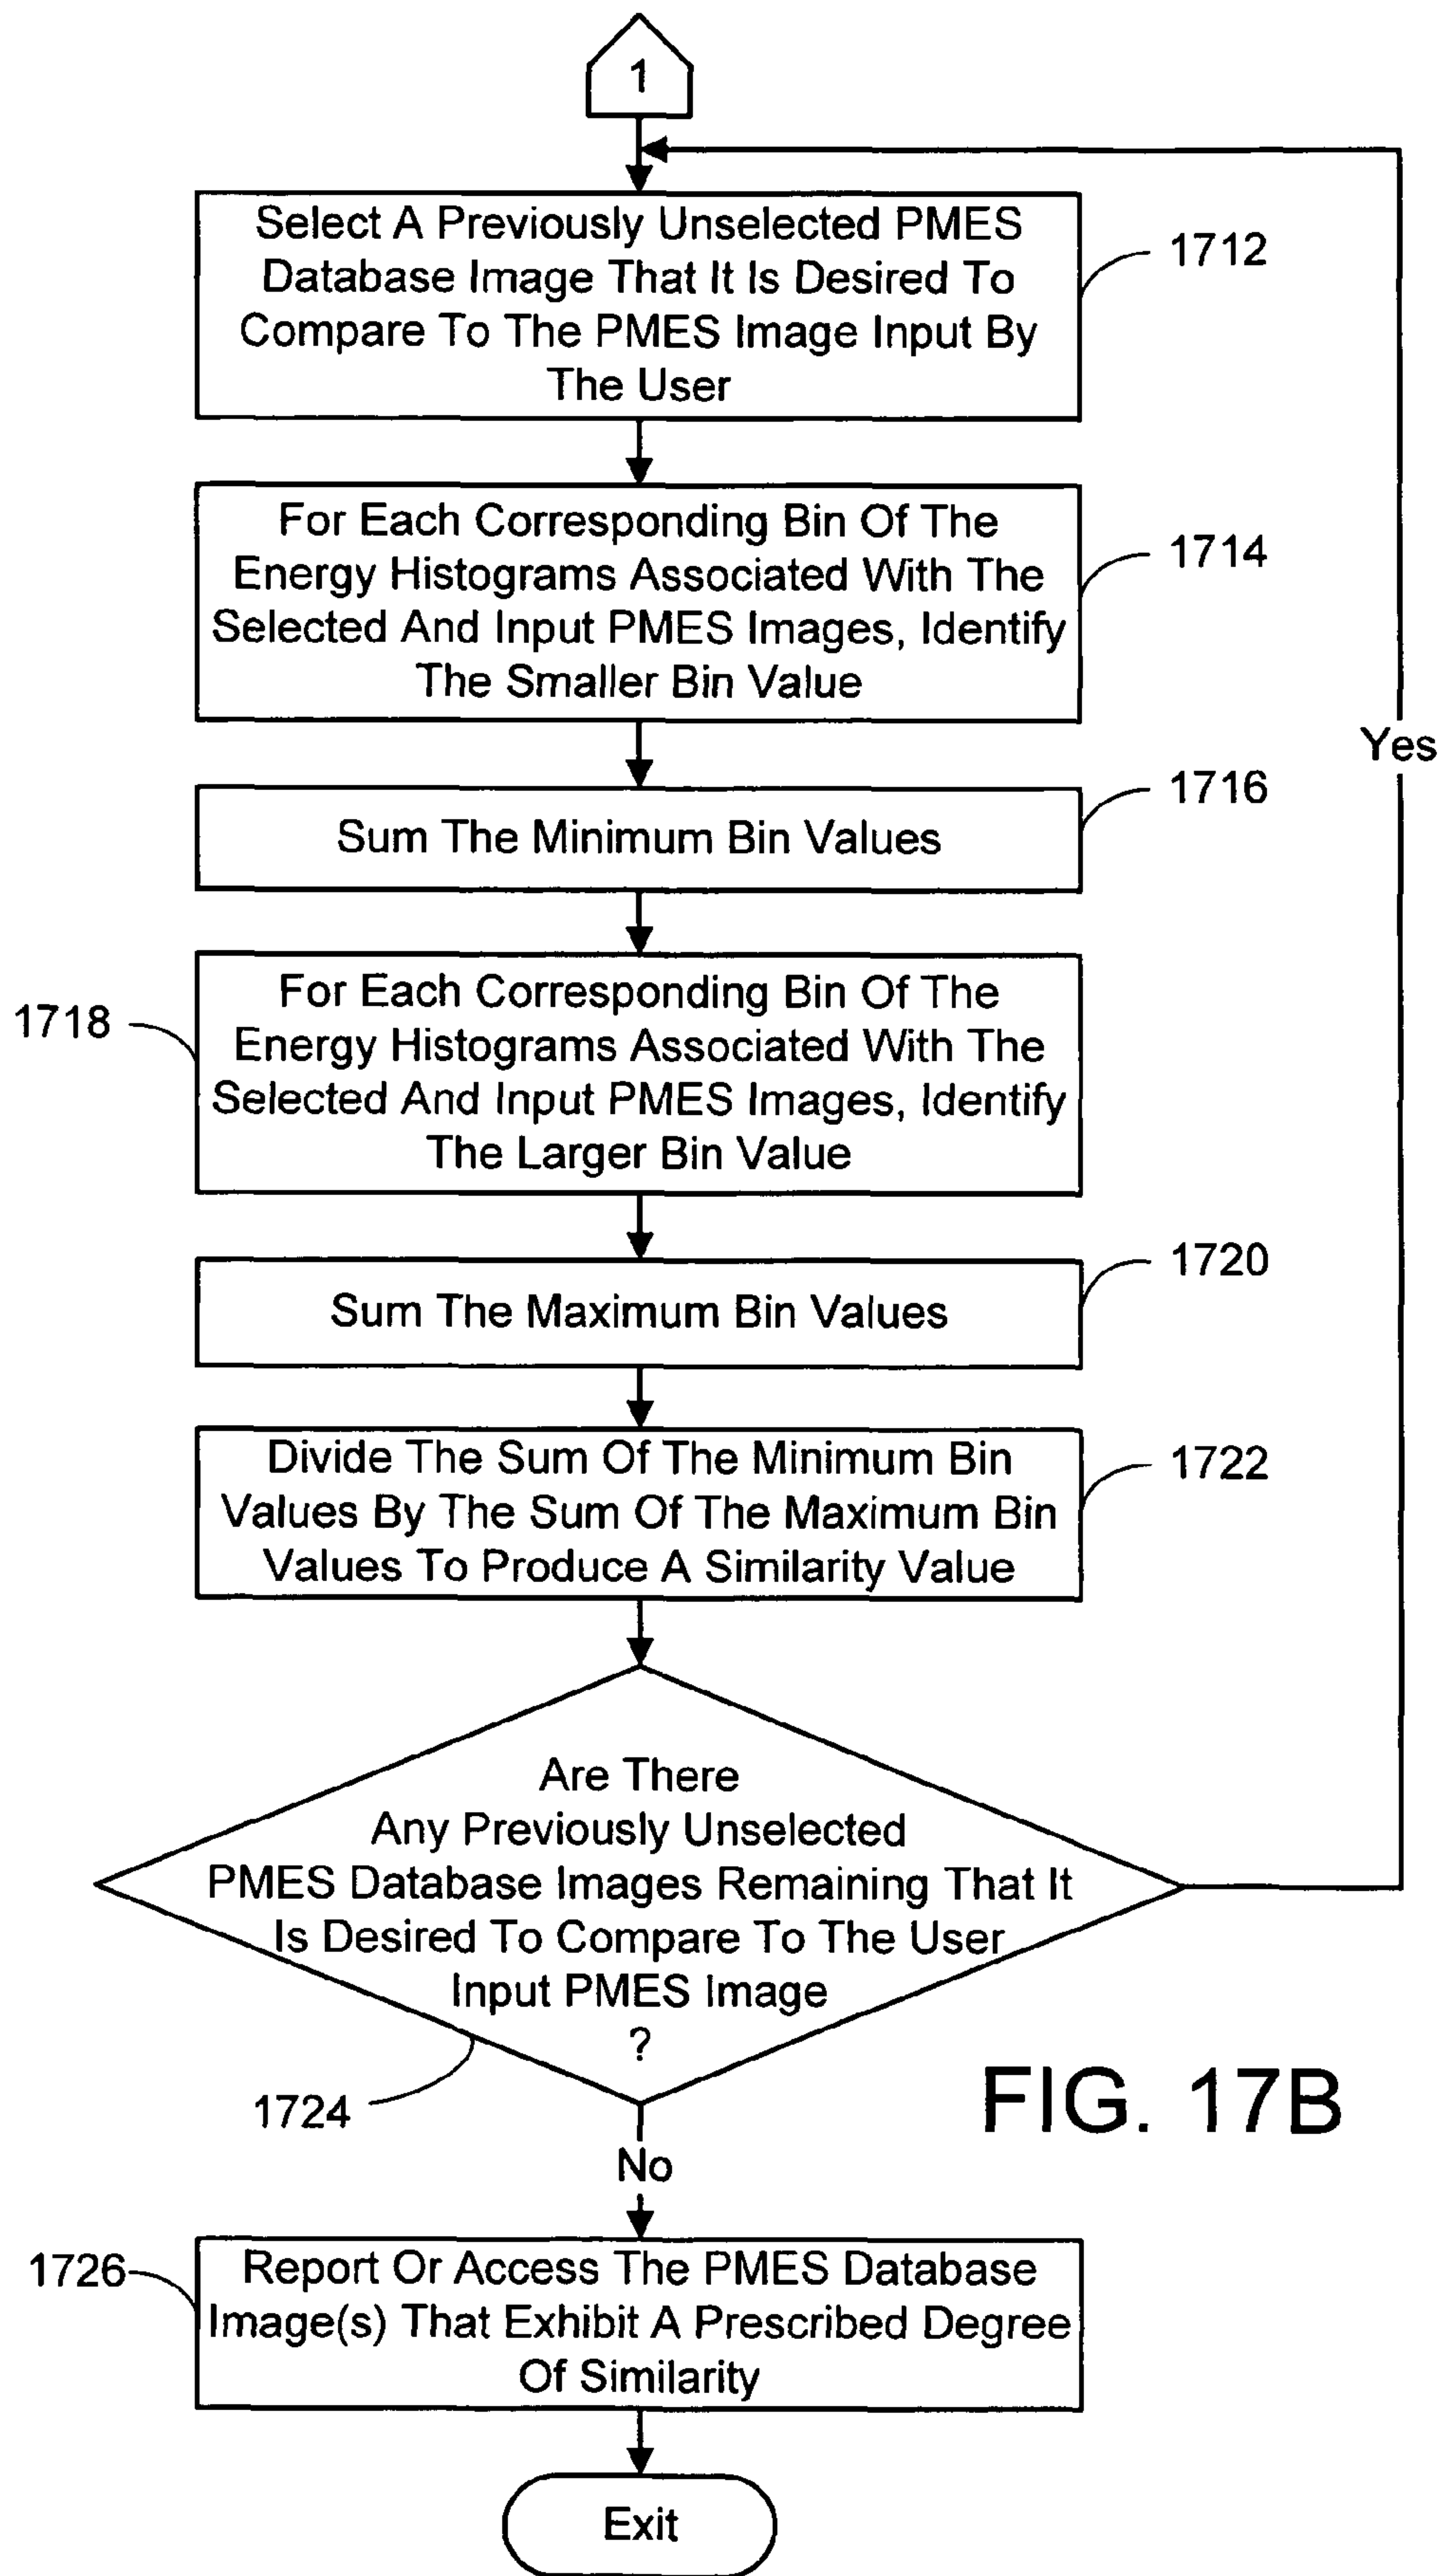 1
Select A Previously Unselected PMES
Database Image That It Is Desired To
Compare To The PMES Image Input By
The User
1712
For Each Corresponding Bin Of The
Energy Histograms Associated With The
Selected And Input PMES Images, Identify
The Smaller Bin Value
1714
Yes
Sum The Minimum Bin Values
1716
For Each Corresponding Bin Of The
Energy Histograms Associated With The
Selected And Input PMES Images, Identify
The Larger Bin Value
1718
Sum The Maximum Bin Values
1720
Divide The Sum Of The Minimum Bin
Values By The Sum Of The Maximum Bin
Values To Produce A Similarity Value
1722
Are There
Any Previously Unselected
PMES Database Images Remaining That It
Is Desired To Compare To The User
Input PMES Image
?
1724
FIG. 17B
No
Report Or Access The PMES Database
Image(s) That Exhibit A Prescribed Degree
Of Similarity
1726
Exit